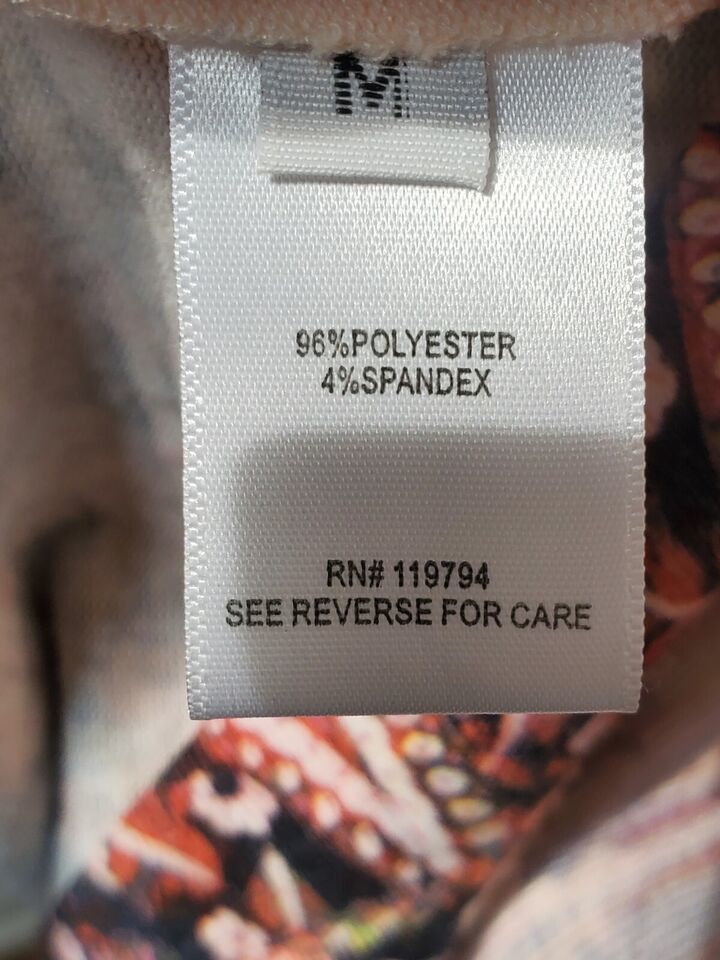 M
96%POLYESTER
4%SPANDEX
RN# 119794
SEE REVERSE FOR CARE